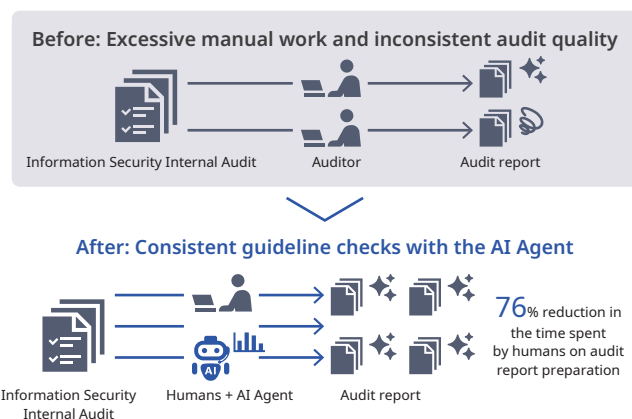 Before: Excessive manual work and inconsistent audit quality
Information Security Internal Audit
Auditor
Audit report
After: Consistent guideline checks with the AI Agent
AI
76% reduction in
the time spent
by humans on audit
report preparation
Information Security
Internal Audit
Humans + AI Agent
Audit report